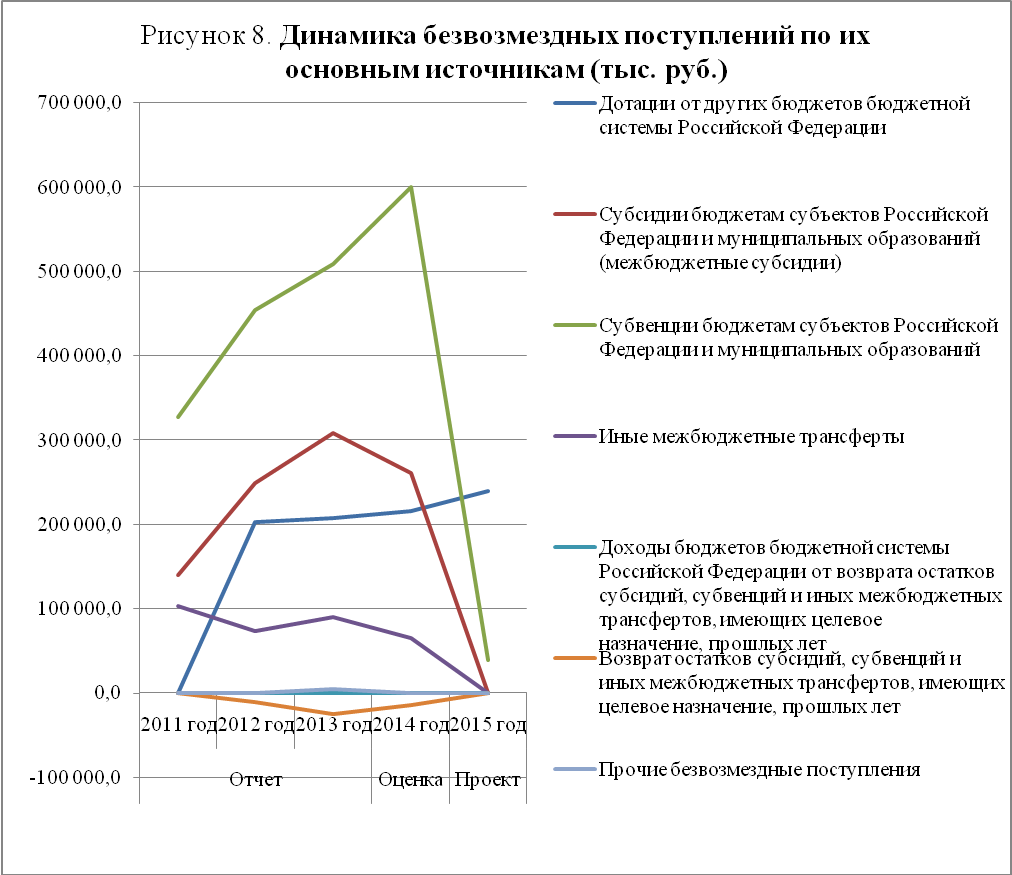 Рисунок 8. Динамика безвозмездных поступлений по их
основным источникам (тыс. руб.)
700 000,0
600 000,0
500 000,0
400 000,0
300 000,0
200 000,0
100 000,0
0,0
-100 000,0
2011 год
2012 год
2013 год
2014 год
2015 год
Отчет
Оценка
Проект
Дотации от других бюджетов бюджетной
системы Российской Федерации
Субсидии бюджетам субъектов Российской
Федерации и муниципальных образований
(межбюджетные субсидии)
Субвенции бюджетам субъектов Российской
Федерации и муниципальных образований
Иные межбюджетные трансферты
Доходы бюджетов бюджетной системы
Российской Федерации от возврата остатков
субсидий, субвенций и иных межбюджетных
трансфертов, имеющих целевое
назначение, прошлых лет
Возврат остатков субсидий, субвенций и
иных межбюджетных трансфертов, имеющих
целевое назначение, прошлых лет
Прочие безвозмездные поступления